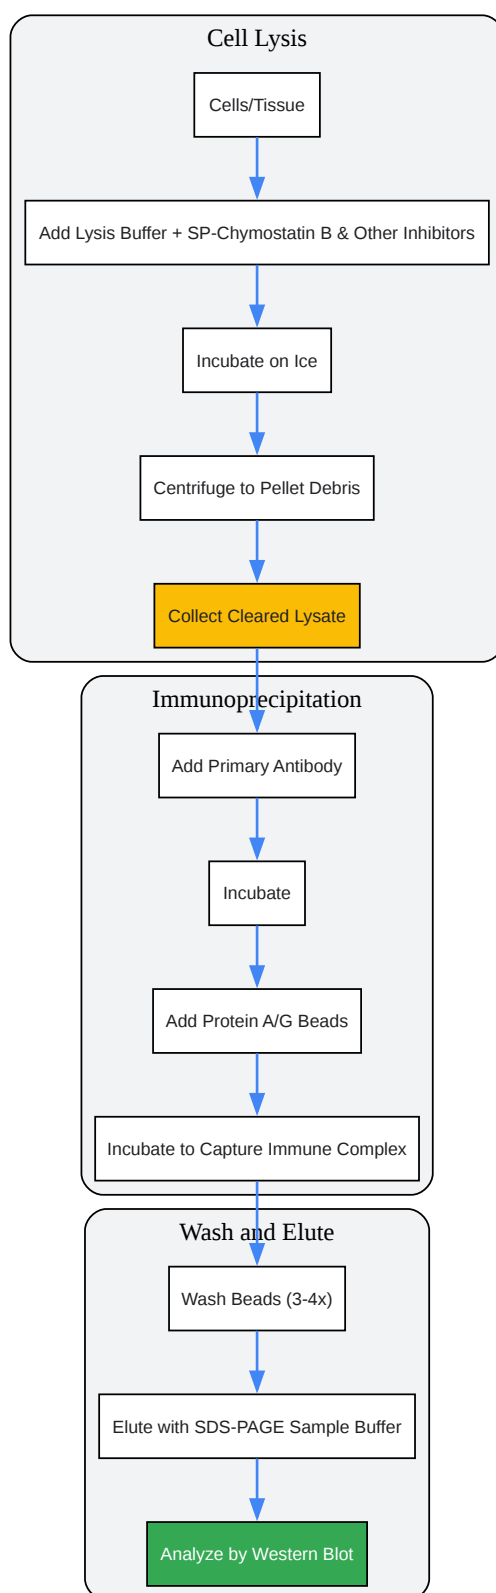 Cell Lysis
Cells/Tissue
Add Lysis Buffer + SP-Chymostatin B & Other Inhibitors
Incubate on Ice
Centrifuge to Pellet Debris
Collect Cleared Lysate
Immunoprecipitation
Add Primary Antibody
Incubate
Add Protein A/G Beads
Incubate to Capture Immune Complex
Wash and Elute
Wash Beads (3-4x)
Elute with SDS-PAGE Sample Buffer
Analyze by Western Blot